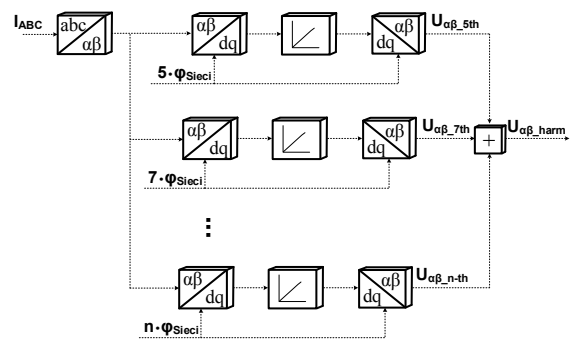 I_ABC
abc
αβ
αβ
dq
αβ
dq
U_αβ_5th
5·φ_Sieci
αβ
dq
αβ
dq
U_αβ_7th
+
U_αβ_harm
7·φ_Sieci
⋮
αβ
dq
αβ
dq
U_αβ_n-th
n·φ_Sieci